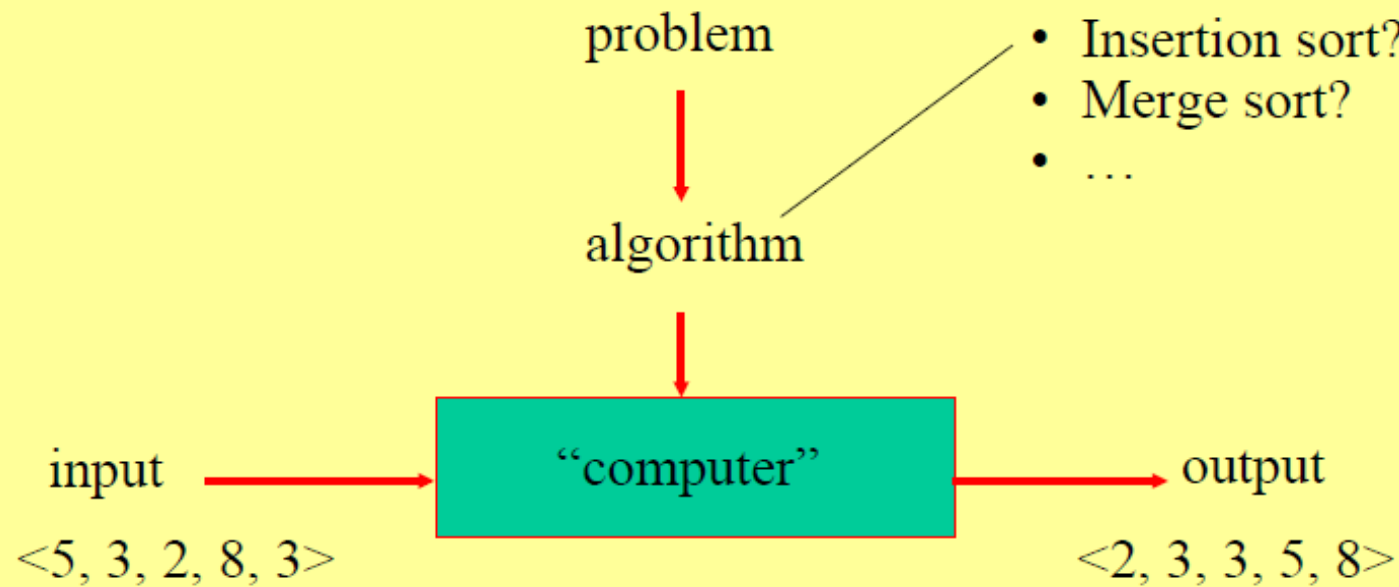 problem
• Insertion sort?
• Merge sort?
• …
algorithm
“computer”
input
output
<5, 3, 2, 8, 3>
<2, 3, 3, 5, 8>